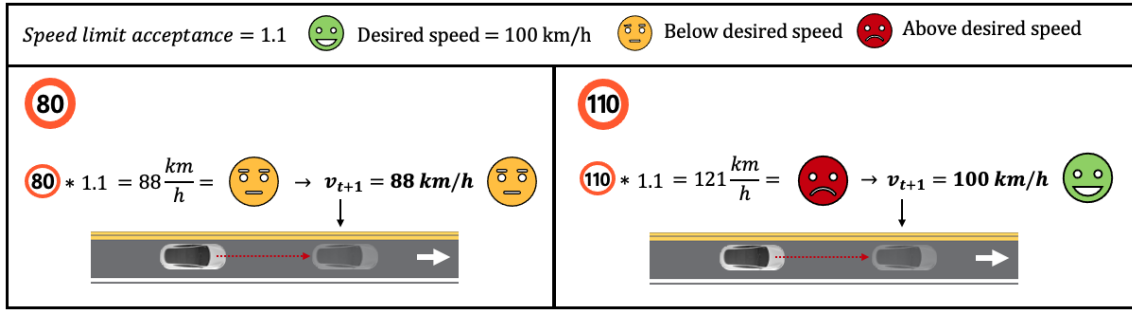 Speed limit acceptance = 1.1 Desired speed = 100 km/h Below desired speed Above desired speed
80
80 * 1.1 = 88 km/h = → v_{t+1} = 88 km/h
110
110 * 1.1 = 121 km/h = → v_{t+1} = 100 km/h